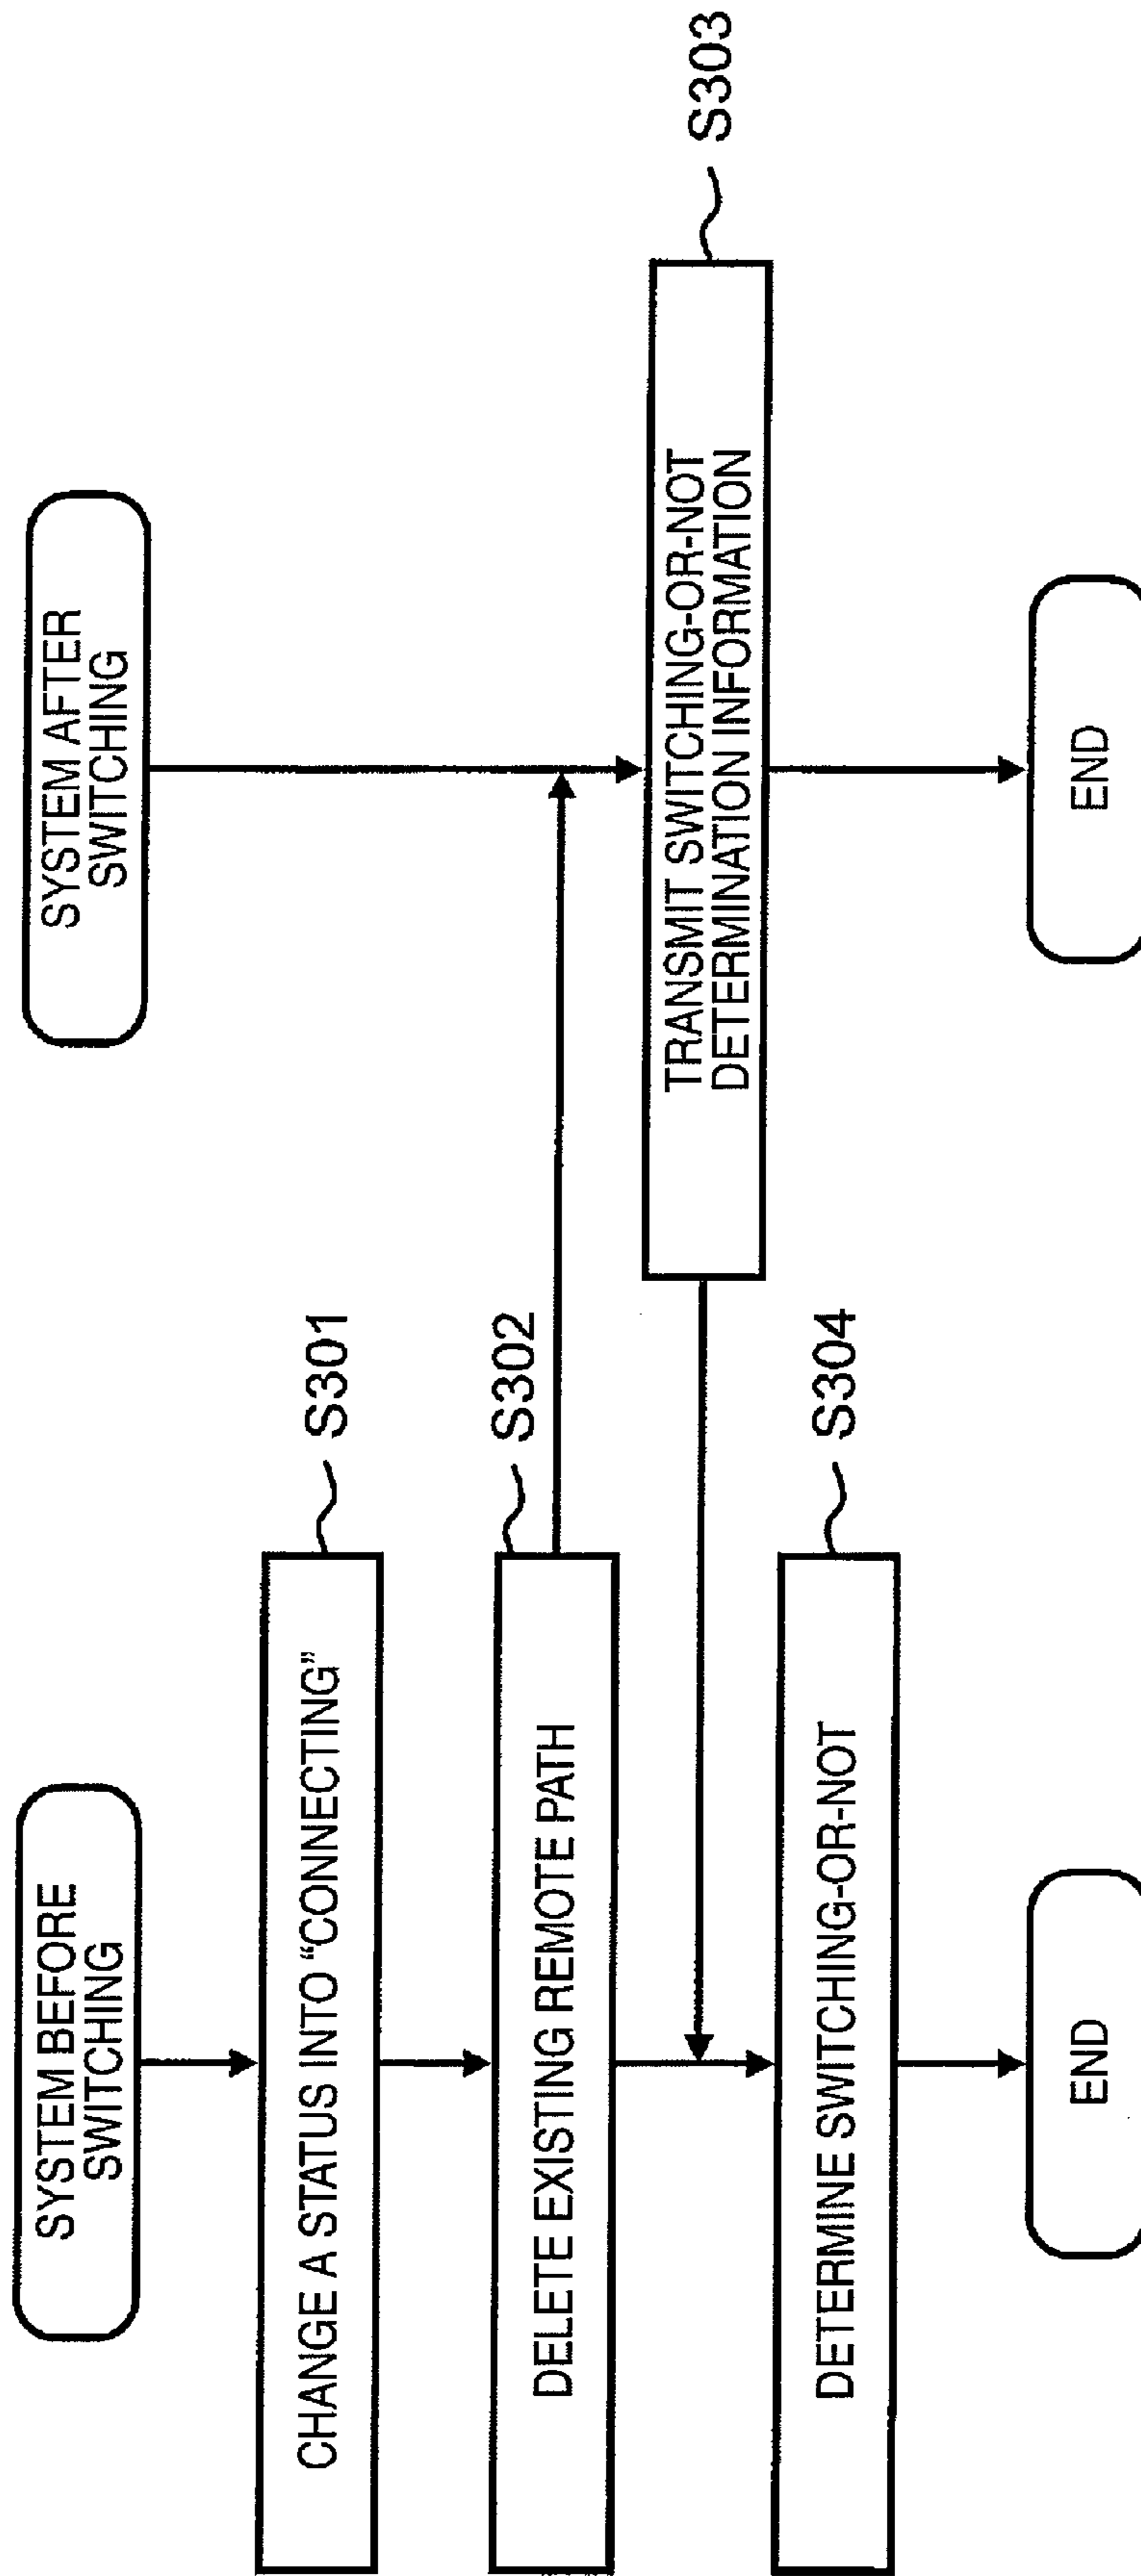 SYSTEM BEFORE
SWITCHING
CHANGE A STATUS INTO “CONNECTING”
S301
DELETE EXISTING REMOTE PATH
S302
DETERMINE SWITCHING-OR-NOT
S304
END
SYSTEM AFTER
SWITCHING
TRANSMIT SWITCHING-OR-NOT
DETERMINATION INFORMATION
S303
END